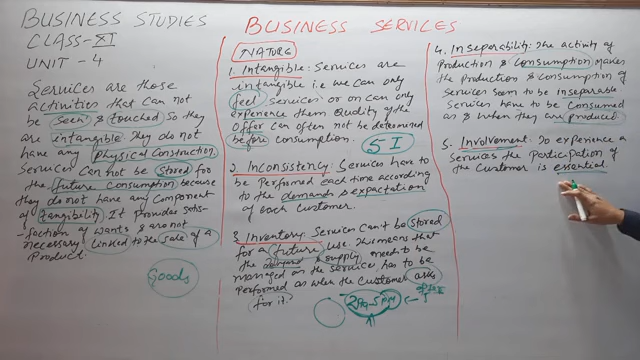 BUSINESS STUDIES
CLASS-XI
UNIT-4
Services are those
activities that can not
be seen & touched so they
are intangible. They do not
have any Physical Construction.
Services can not be stored for
the future consumption because
they do not have any component
of tangibility. It provides satis-
faction of wants & are not
necessary linked to the sale of a
Product.
Goods
BUSINESS SERVICES
NATURE
1. Intangible: Services are
intangible i.e we can only
feel services or can only
experience them Quality of the
offer can often not be determined
before consumption.
5 I
2. Inconsistency: Services have to
be Performed each time according
to the demands & expectation
of each customer.
3. Inventory: Services can't be stored
for a future use. This means that
the demand & supply needs to be
managed as the services has to be
performed as when the customer asks
for it.
2PM-5PM
4. Inseparability: The activity of
Production & Consumption makes
the Production & Consumption of
Services seem to be inseparable
Services have to be Consumed
as & when they are produced.
5. Involvement: To experience a
Services the Participation of
the Customer is essential.